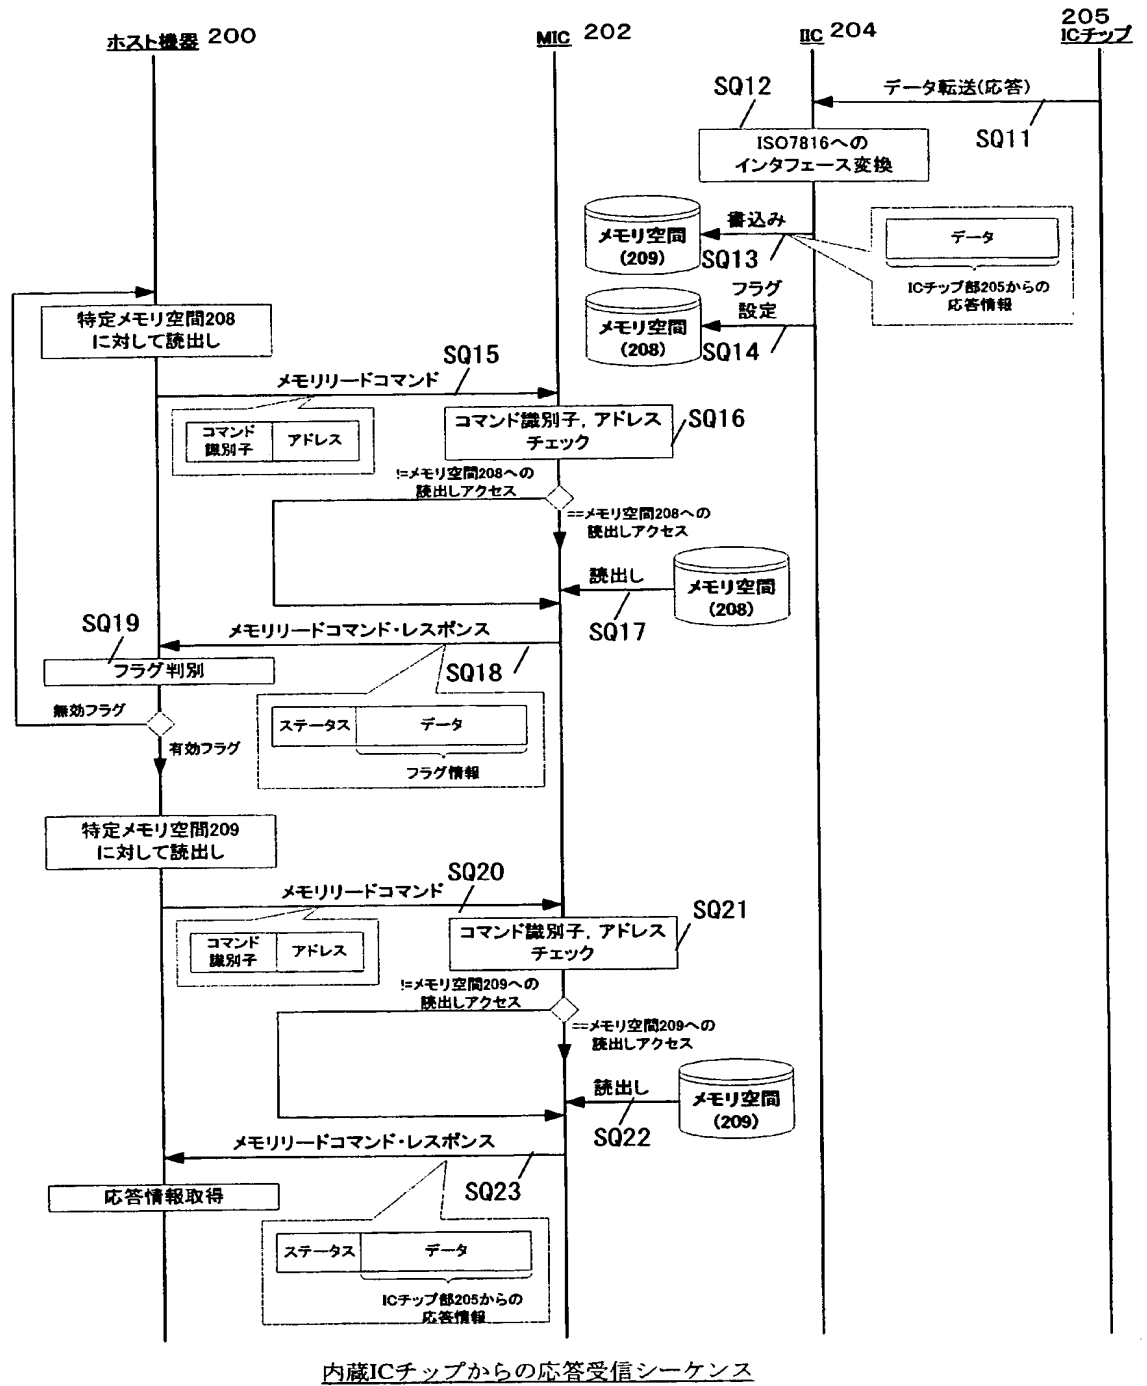 ホスト機器 200
MIC 202
IIC 204
205
ICチップ
データ転送(応答)
SQ11
SQ12
ISO7816への
インタフェース変換
書込み
メモリ空間
(209)
SQ13
データ
ICチップ部205からの
応答情報
フラグ
設定
メモリ空間
(208)
SQ14
特定メモリ空間208
に対して読出し
SQ15
メモリリードコマンド
コマンド
識別子
アドレス
コマンド識別子, アドレス
チェック
SQ16
!=メモリ空間208への
読出しアクセス
==メモリ空間208への
読出しアクセス
読出し
メモリ空間
(208)
SQ17
メモリリードコマンド・レスポンス
SQ18
SQ19
フラグ判別
無効フラグ
有効フラグ
ステータス
データ
フラグ情報
特定メモリ空間209
に対して読出し
SQ20
メモリリードコマンド
コマンド
識別子
アドレス
コマンド識別子, アドレス
チェック
SQ21
!=メモリ空間209への
読出しアクセス
==メモリ空間209への
読出しアクセス
読出し
メモリ空間
(209)
SQ22
メモリリードコマンド・レスポンス
SQ23
応答情報取得
ステータス
データ
ICチップ部205からの
応答情報
内蔵ICチップからの応答受信シーケンス